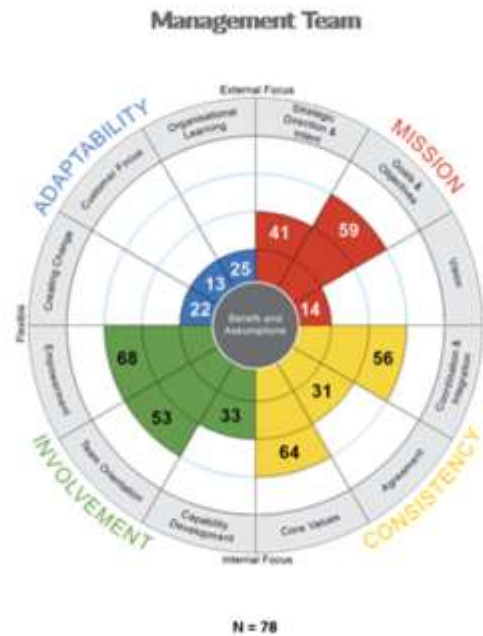 Management Team
External Focus
ADAPTABILITY
MISSION
Organisational
Learning
Strategic
Direction &
Intent
Customer Focus
Goals &
Objectives
Creating Change
Vision
41
59
25
13
22
14
Flexible
Beliefs and
Assumptions
68
53
33
56
31
64
Empowerment
Coordination &
Integration
Team Orientation
Agreement
Capability
Development
Core Values
INVOLVEMENT
CONSISTENCY
Internal Focus
N = 78